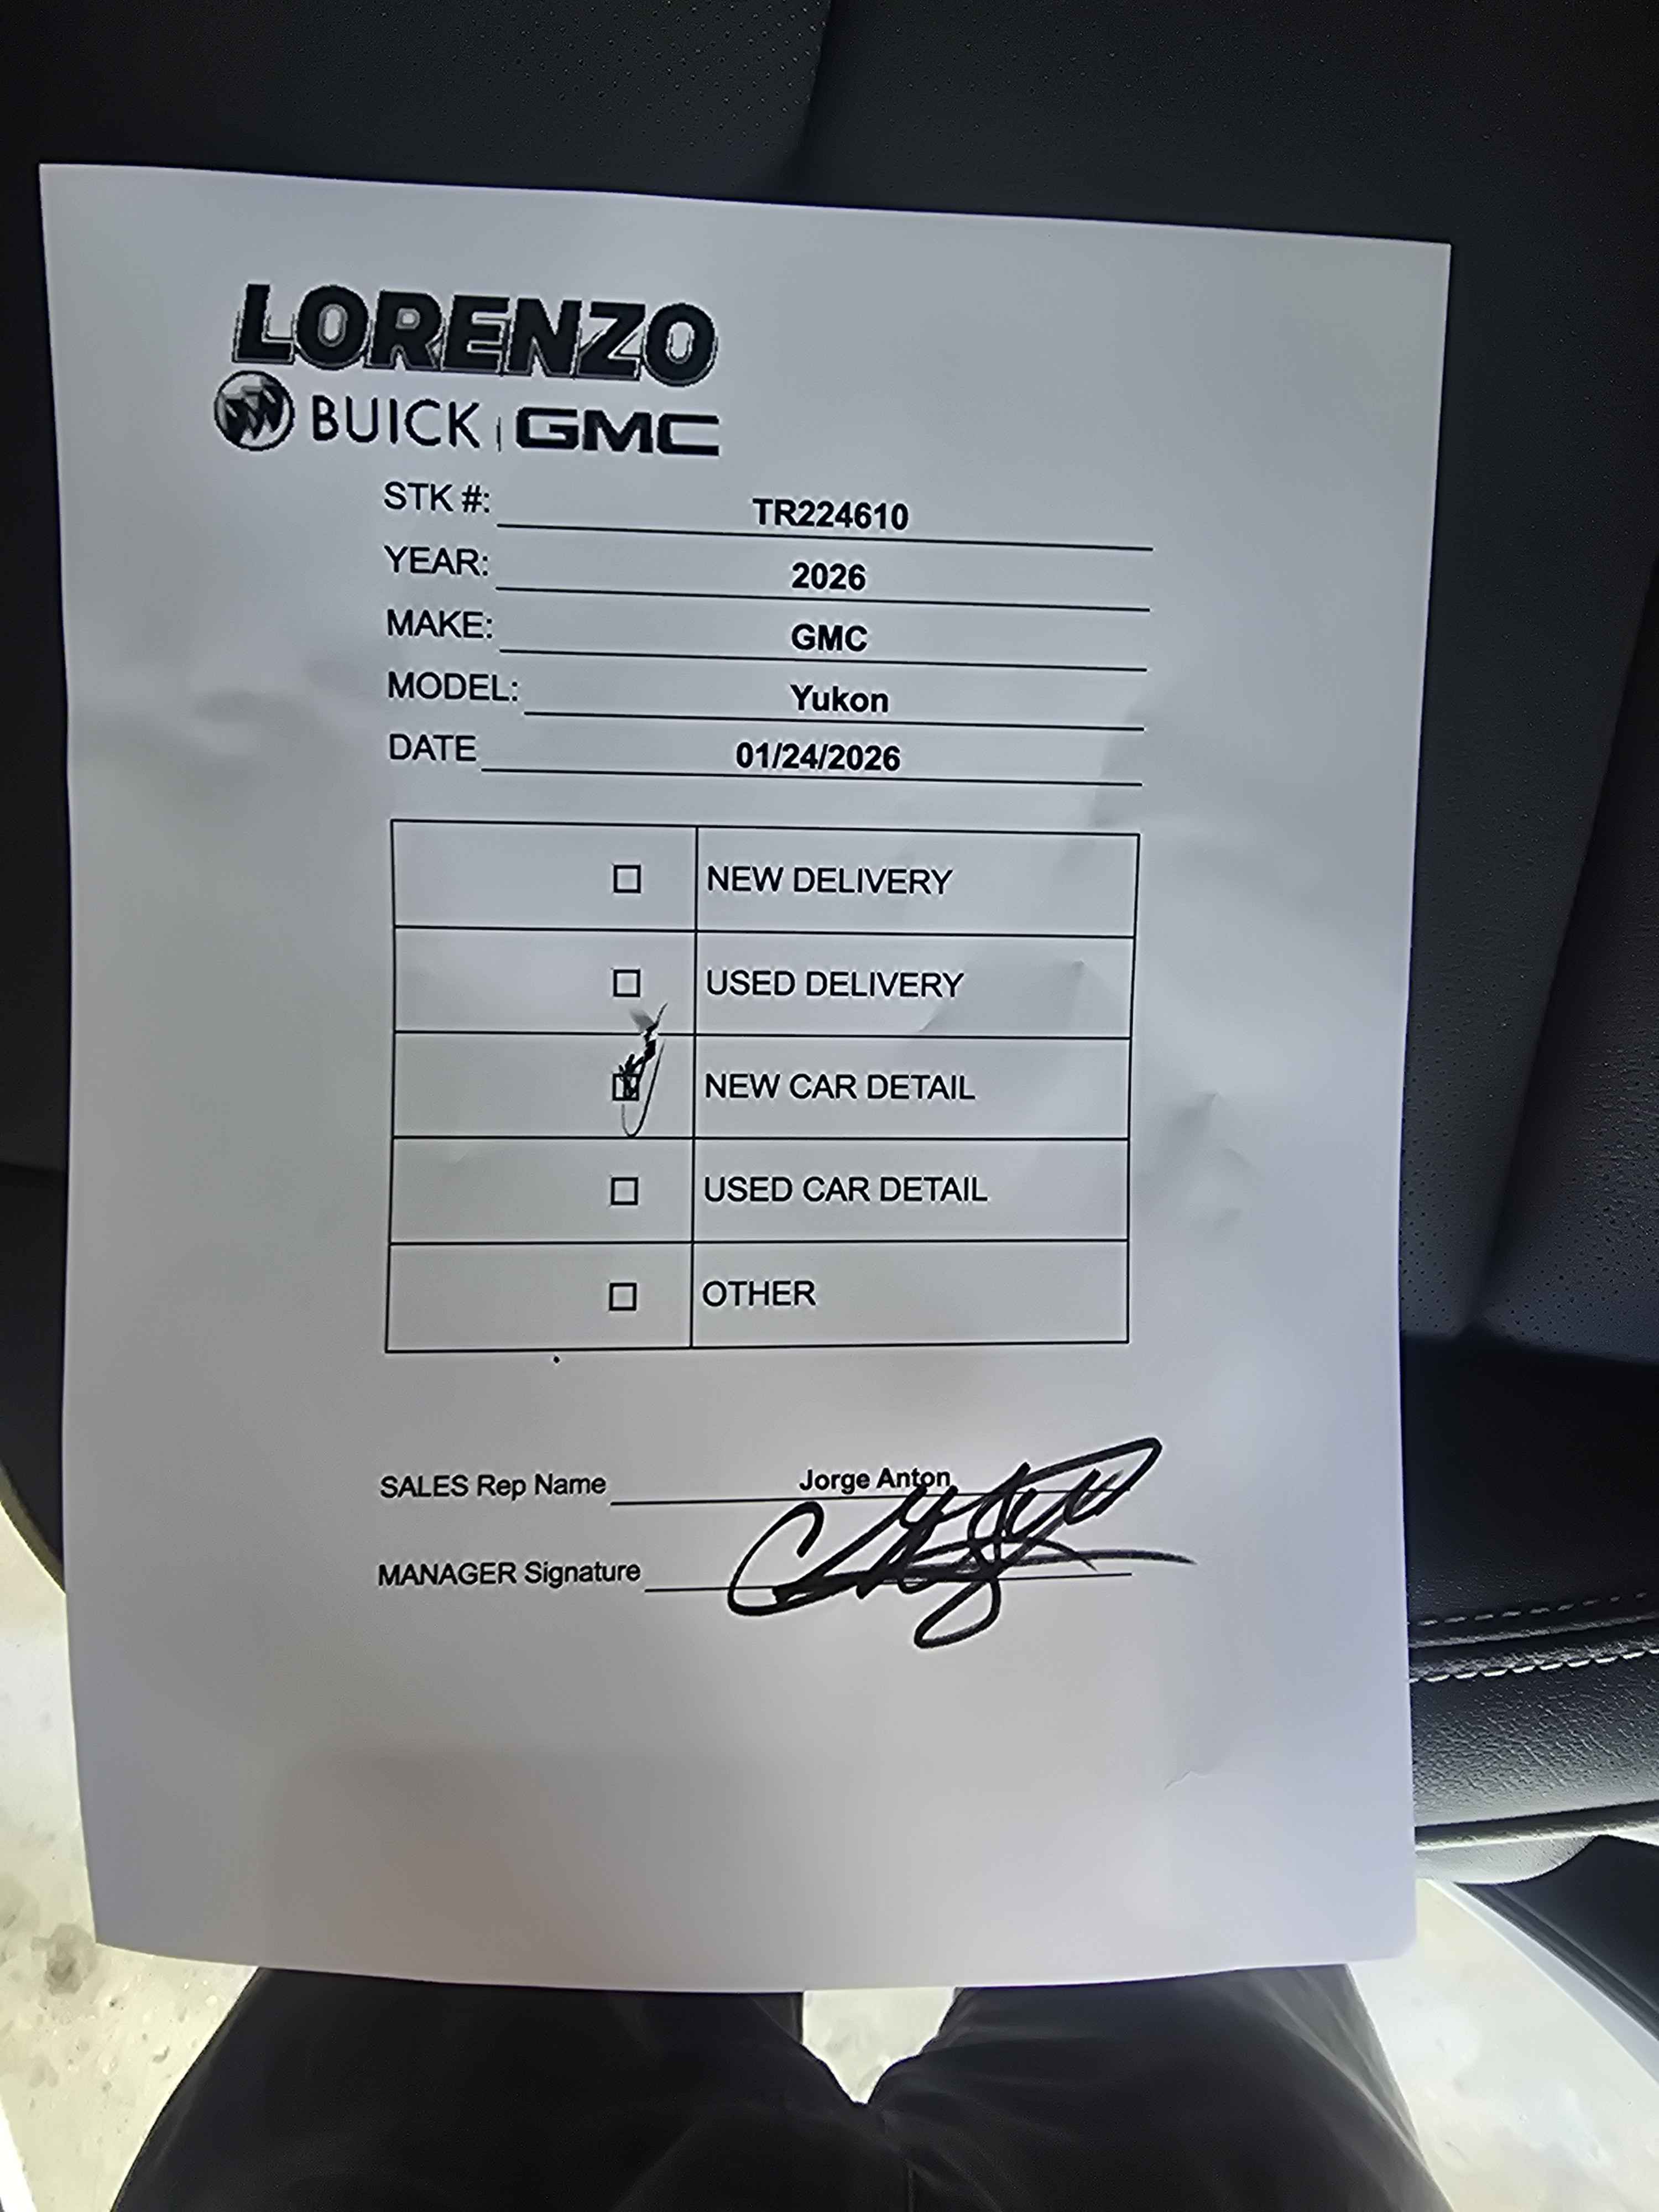 LORENZO
BUICK | GMC
STK #: TR224610
YEAR: 2026
MAKE: GMC
MODEL: Yukon
DATE 01/24/2026
NEW DELIVERY
USED DELIVERY
NEW CAR DETAIL
USED CAR DETAIL
OTHER
SALES Rep Name Jorge Anton
MANAGER Signature